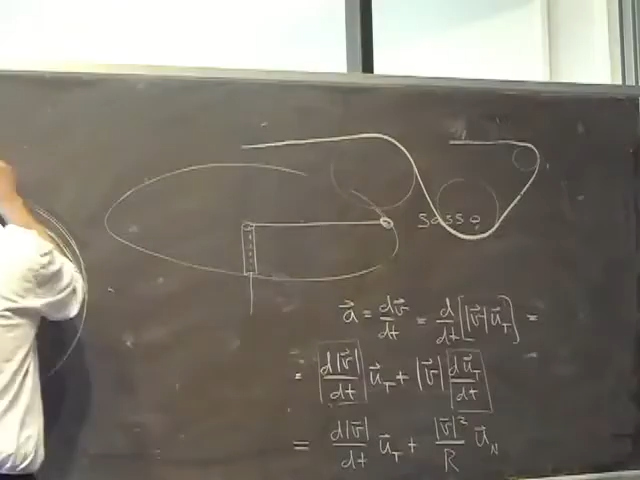 Sasso
a⃗ = dv⃗/dt = d/dt [|v⃗| u⃗_T] =
= d|v⃗|/dt u⃗_T + |v⃗| du⃗_T/dt
= d|v⃗|/dt u⃗_T + |v⃗|²/R u⃗_N